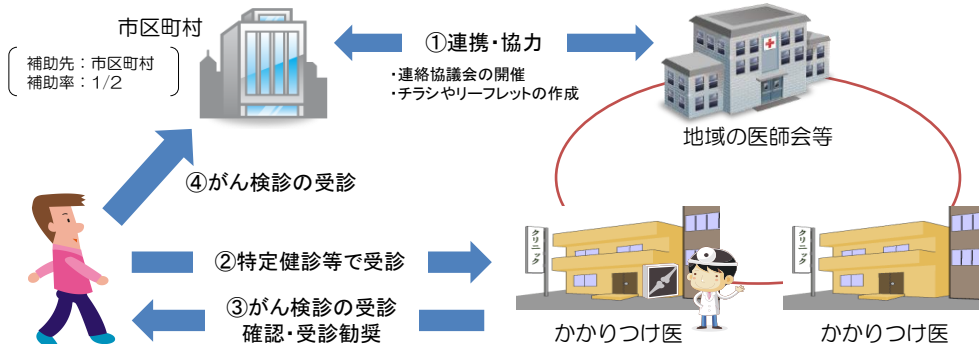 市区町村
補助先：市区町村
補助率：1/2
①連携・協力
・連絡協議会の開催
・チラシやリーフレットの作成
地域の医師会等
④がん検診の受診
②特定健診等で受診
③がん検診の受診
確認・受診勧奨
クリニック
クリニック
かかりつけ医
かかりつけ医